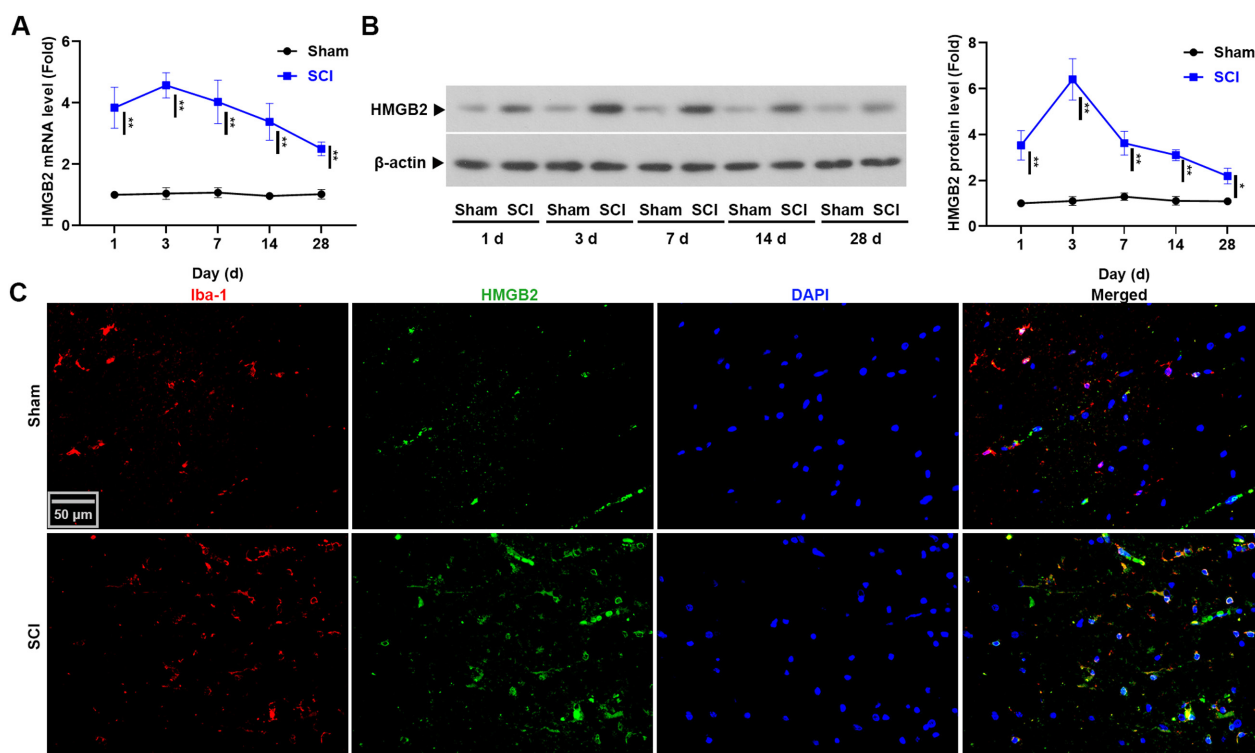 A
HMGB2 mRNA level (Fold)
6
4
2
0
1 3 7 14 28
Day (d)
Sham
SCI
**
**
**
**
**
B
HMGB2
β-actin
Sham SCI Sham SCI Sham SCI Sham SCI Sham SCI
1 d 3 d 7 d 14 d 28 d
HMGB2 protein level (Fold)
8
6
4
2
0
1 3 7 14 28
Day (d)
Sham
SCI
**
**
**
**
*
C
Iba-1 HMGB2 DAPI Merged
Sham
50 µm
SCI